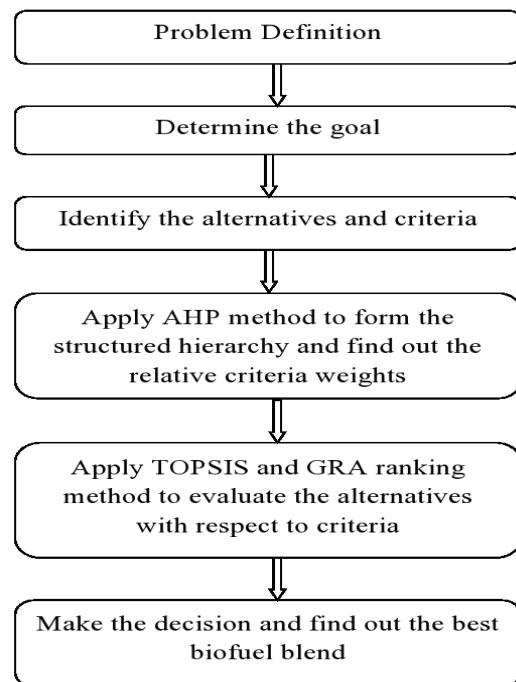 Problem Definition
Determine the goal
Identify the alternatives and criteria
Apply AHP method to form the
structured hierarchy and find out the
relative criteria weights
Apply TOPSIS and GRA ranking
method to evaluate the alternatives
with respect to criteria
Make the decision and find out the best
biofuel blend